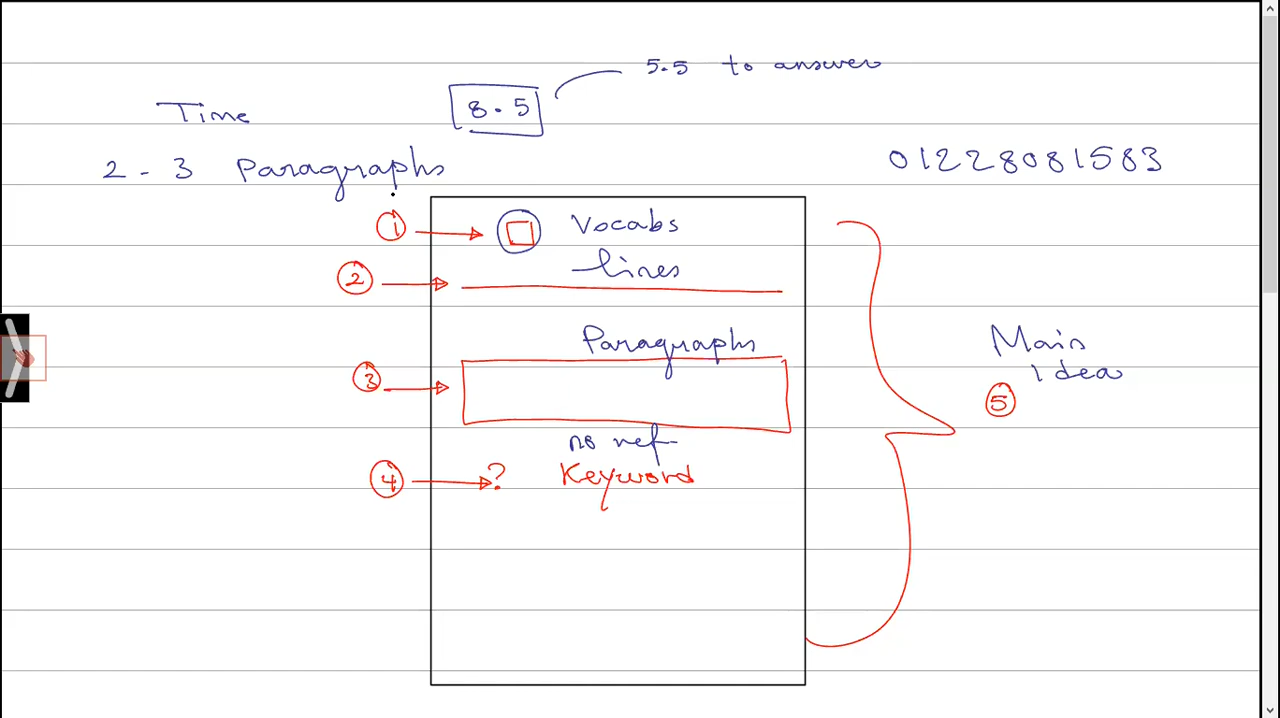 5.5 to answer
Time 8.5
2 - 3 Paragraphs
01228081583
1 Vocabs
2 lines
Paragraphs
3
no ref
4 ? Keyword
Main
Idea
5